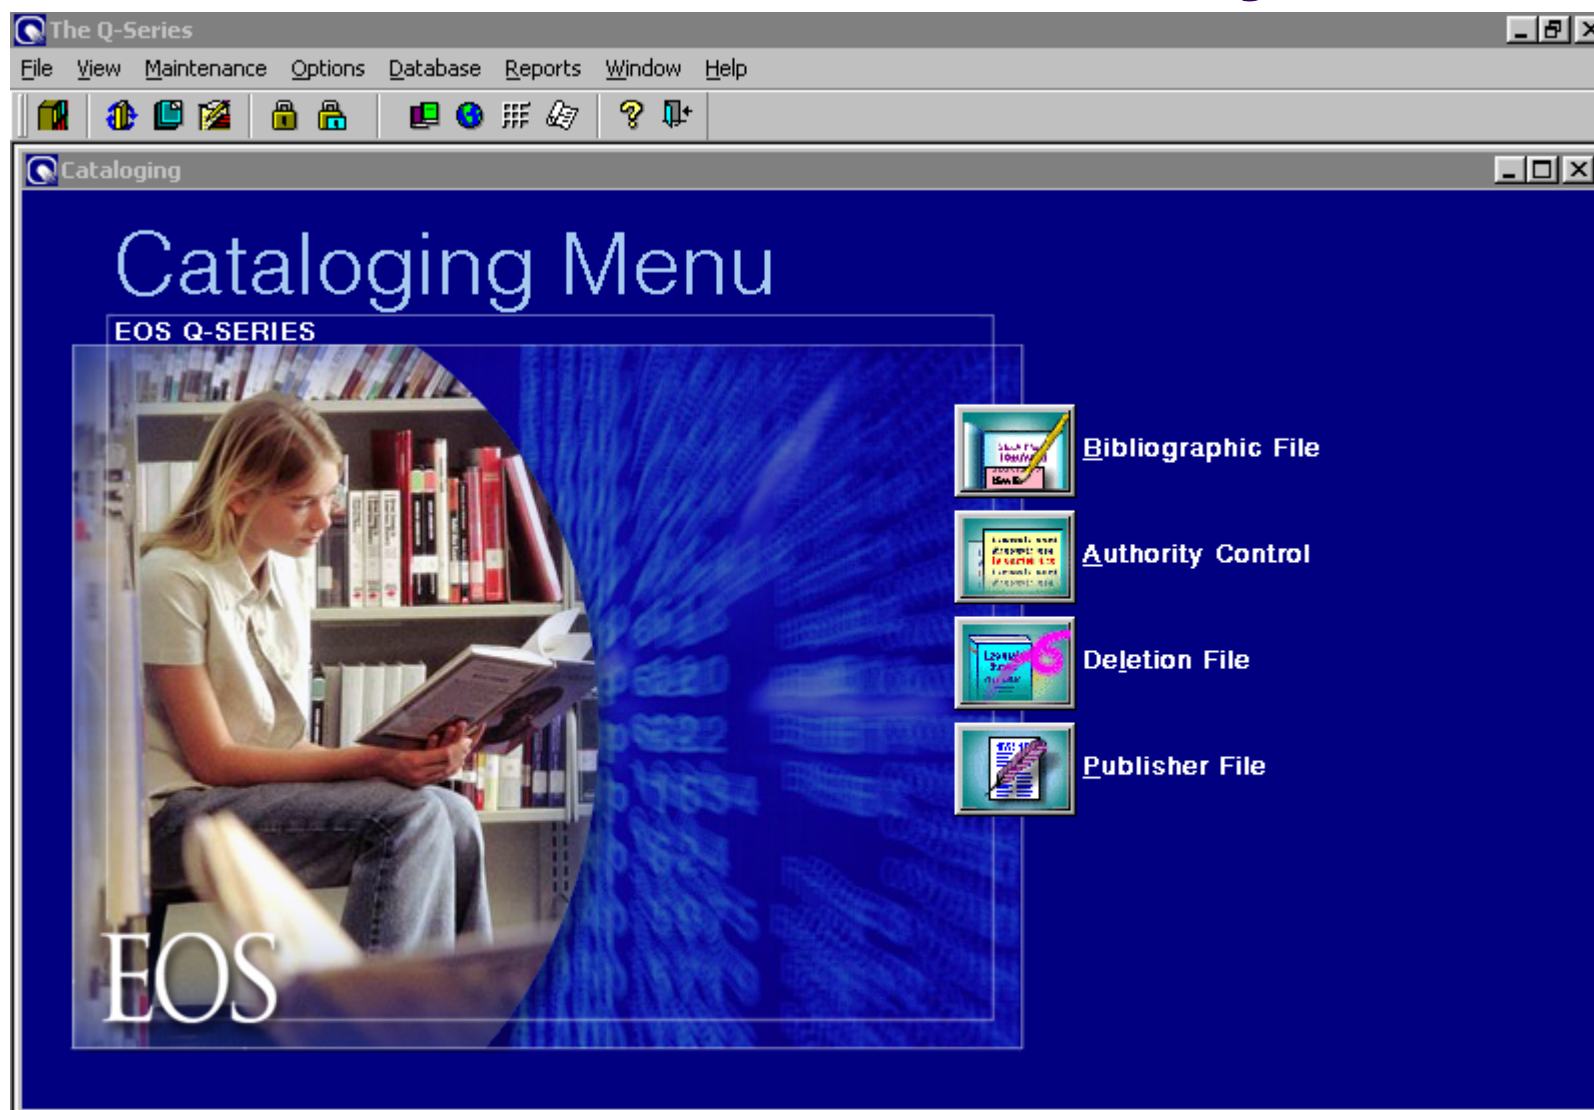 The Q-Series
File View Maintenance Options Database Reports Window Help
Cataloging
Cataloging Menu
EOS Q-SERIES
Bibliographic File
Authority Control
Deletion File
Publisher File
EOS